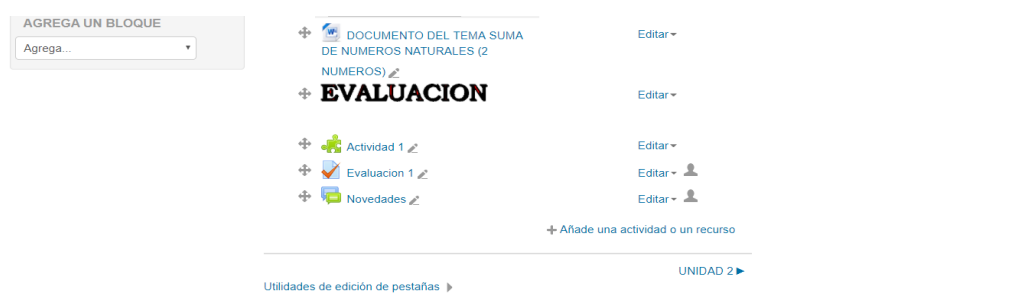 AGREGA UN BLOQUE
Agrega...
DOCUMENTO DEL TEMA SUMA
DE NUMEROS NATURALES (2
NUMEROS)
Editar
EVALUACION
Editar
Actividad 1
Editar
Evaluacion 1
Editar
Novedades
Editar
Añade una actividad o un recurso
UNIDAD 2
Utilidades de edición de pestañas